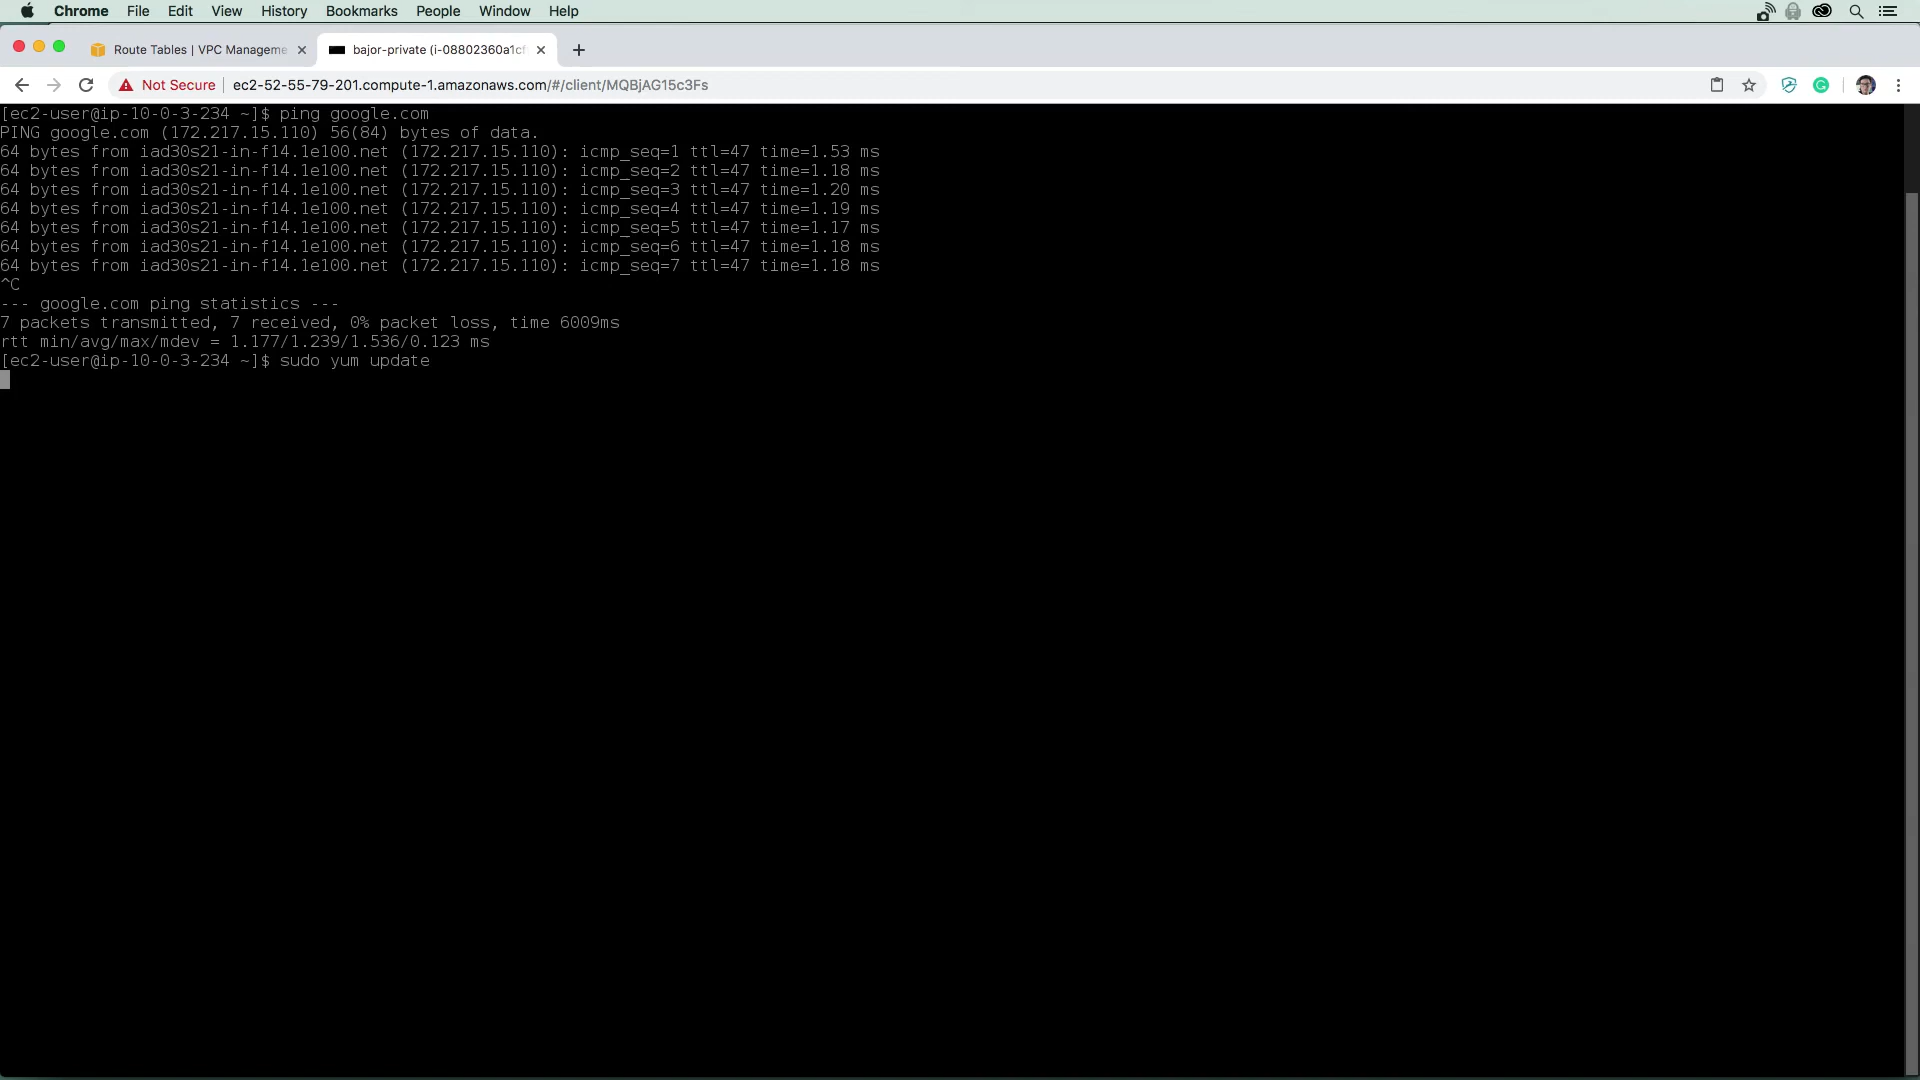 Chrome File Edit View History Bookmarks People Window Help
Route Tables | VPC Manageme
bajor-private (i-08802360a1cf
Not Secure ec2-52-55-79-201.compute-1.amazonaws.com/#/client/MQBjAG15c3Fs
[ec2-user@ip-10-0-3-234 ~]$ ping google.com
PING google.com (172.217.15.110) 56(84) bytes of data.
64 bytes from iad30s21-in-f14.1e100.net (172.217.15.110): icmp_seq=1 ttl=47 time=1.53 ms
64 bytes from iad30s21-in-f14.1e100.net (172.217.15.110): icmp_seq=2 ttl=47 time=1.18 ms
64 bytes from iad30s21-in-f14.1e100.net (172.217.15.110): icmp_seq=3 ttl=47 time=1.20 ms
64 bytes from iad30s21-in-f14.1e100.net (172.217.15.110): icmp_seq=4 ttl=47 time=1.19 ms
64 bytes from iad30s21-in-f14.1e100.net (172.217.15.110): icmp_seq=5 ttl=47 time=1.17 ms
64 bytes from iad30s21-in-f14.1e100.net (172.217.15.110): icmp_seq=6 ttl=47 time=1.18 ms
64 bytes from iad30s21-in-f14.1e100.net (172.217.15.110): icmp_seq=7 ttl=47 time=1.18 ms
^C
--- google.com ping statistics ---
7 packets transmitted, 7 received, 0% packet loss, time 6009ms
rtt min/avg/max/mdev = 1.177/1.239/1.536/0.123 ms
[ec2-user@ip-10-0-3-234 ~]$ sudo yum update